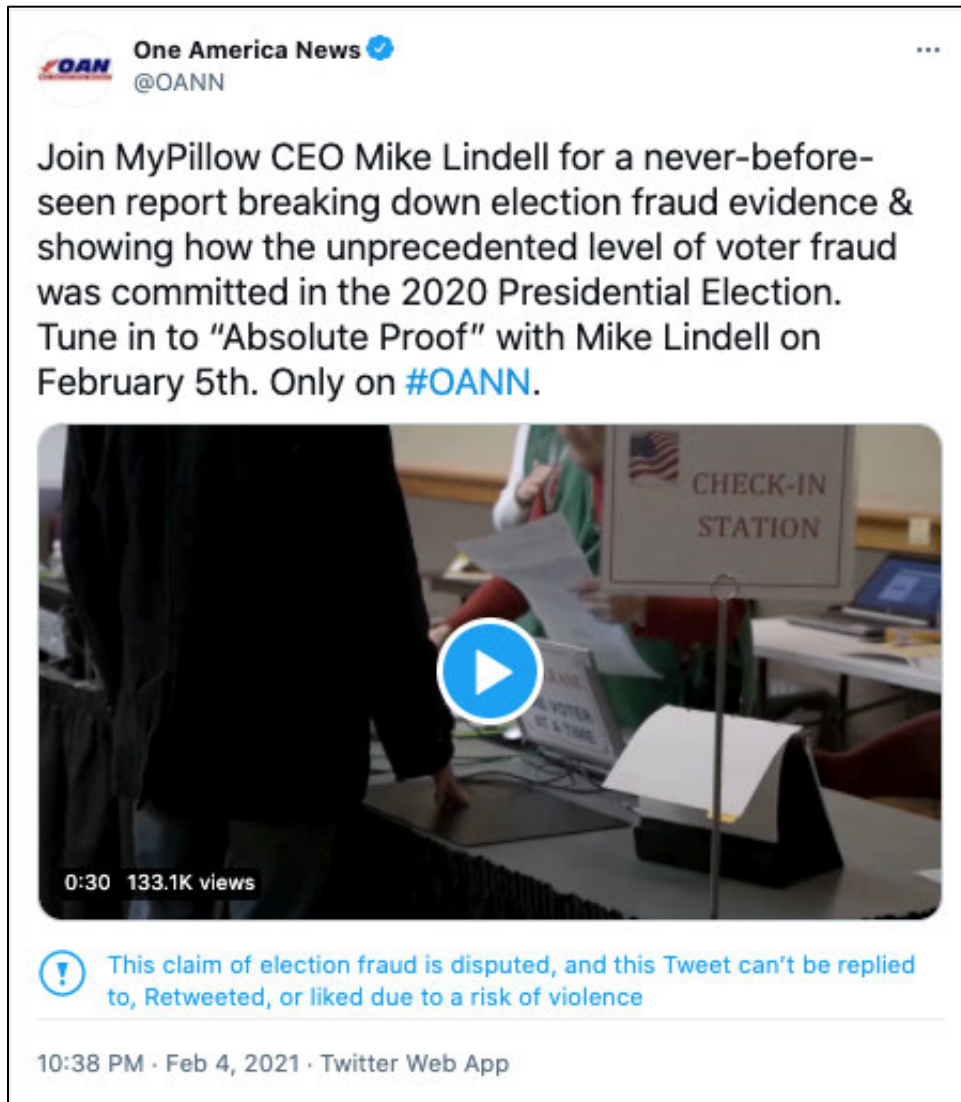 OAN
One America News
@OANN
Join MyPillow CEO Mike Lindell for a never-before-
seen report breaking down election fraud evidence &
showing how the unprecedented level of voter fraud
was committed in the 2020 Presidential Election.
Tune in to “Absolute Proof” with Mike Lindell on
February 5th. Only on #OANN.
CHECK-IN
STATION
VOTER
AT A TIME
0:30 133.1K views
This claim of election fraud is disputed, and this Tweet can’t be replied
to, Retweeted, or liked due to a risk of violence
10:38 PM · Feb 4, 2021 · Twitter Web App